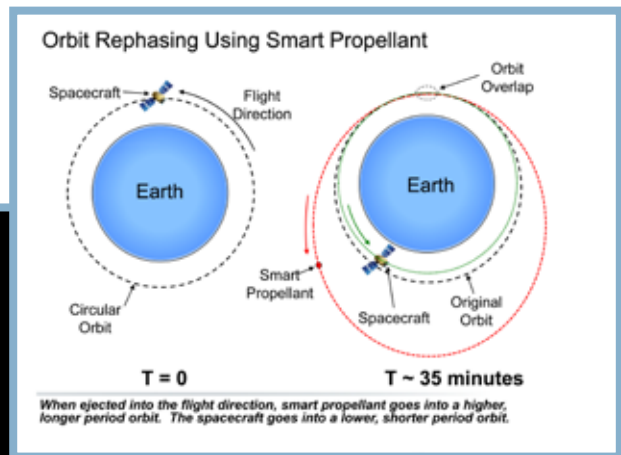 Orbit Rephasing Using Smart Propellant
Spacecraft
Flight
Direction
Earth
Circular
Orbit
T = 0
Orbit
Overlap
Earth
Smart
Propellant
Spacecraft
Original
Orbit
T ~ 35 minutes
When ejected into the flight direction, smart propellant goes into a higher,
longer period orbit. The spacecraft goes into a lower, shorter period orbit.